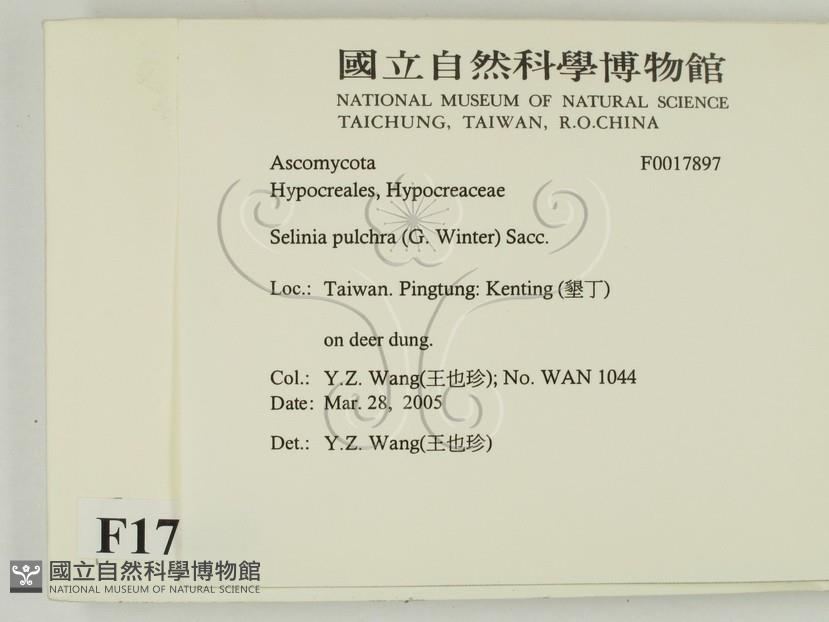 國立自然科學博物館
NATIONAL MUSEUM OF NATURAL SCIENCE
TAICHUNG, TAIWAN, R.O.CHINA
Ascomycota F0017897
Hypocreales, Hypocreaceae
Selinia pulchra (G. Winter) Sacc.
Loc.: Taiwan. Pingtung: Kenting (墾丁)
on deer dung.
Col.: Y.Z. Wang(王也珍); No. WAN 1044
Date: Mar. 28, 2005
Det.: Y.Z. Wang(王也珍)
F17
國立自然科學博物館
NATIONAL MUSEUM OF NATURAL SCIENCE